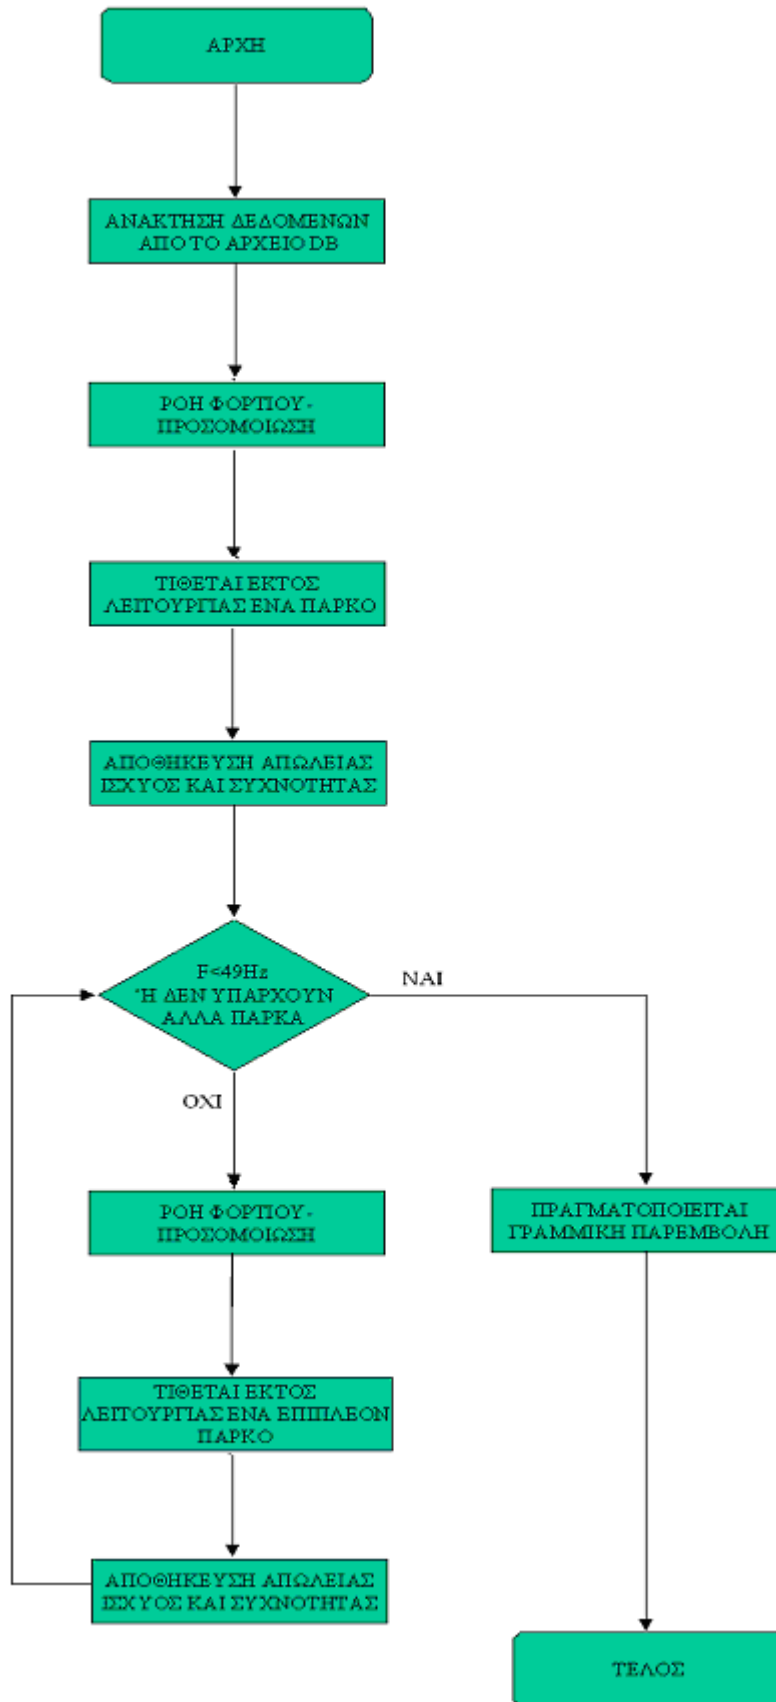 ΑΡΧΗ
ΑΝΑΚΤΗΣΗ ΔΕΔΟΜΕΝΩΝ
ΑΠΟ ΤΟ ΑΡΧΕΙΟ DB
ΡΟΗ ΦΟΡΤΙΟΥ -
ΠΡΟΣΟΜΟΙΩΣΗ
ΤΙΘΕΤΑΙ ΕΚΤΟΣ
ΛΕΙΤΟΥΡΓΙΑΣ ΕΝΑ ΠΑΡΚΟ
ΑΠΟΘΗΚΕΥΣΗ ΑΠΩΛΕΙΑΣ
ΙΣΧΥΟΣ ΚΑΙ ΣΥΧΝΟΤΗΤΑΣ
F<49Hz
Ή ΔΕΝ ΥΠΑΡΧΟΥΝ
ΑΛΛΑ ΠΑΡΚΑ
ΝΑΙ
ΟΧΙ
ΡΟΗ ΦΟΡΤΙΟΥ -
ΠΡΟΣΟΜΟΙΩΣΗ
ΠΡΑΓΜΑΤΟΠΟΙΕΙΤΑΙ
ΓΡΑΜΜΙΚΗ ΠΑΡΕΜΒΟΛΗ
ΤΙΘΕΤΑΙ ΕΚΤΟΣ
ΛΕΙΤΟΥΡΓΙΑΣ ΕΝΑ ΕΠΙΠΛΕΟΝ
ΠΑΡΚΟ
ΑΠΟΘΗΚΕΥΣΗ ΑΠΩΛΕΙΑΣ
ΙΣΧΥΟΣ ΚΑΙ ΣΥΧΝΟΤΗΤΑΣ
ΤΕΛΟΣ